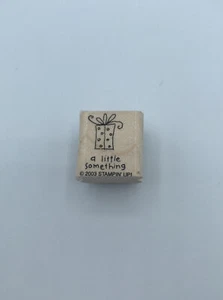 a little
something
© 2003 STAMPIN' UP!